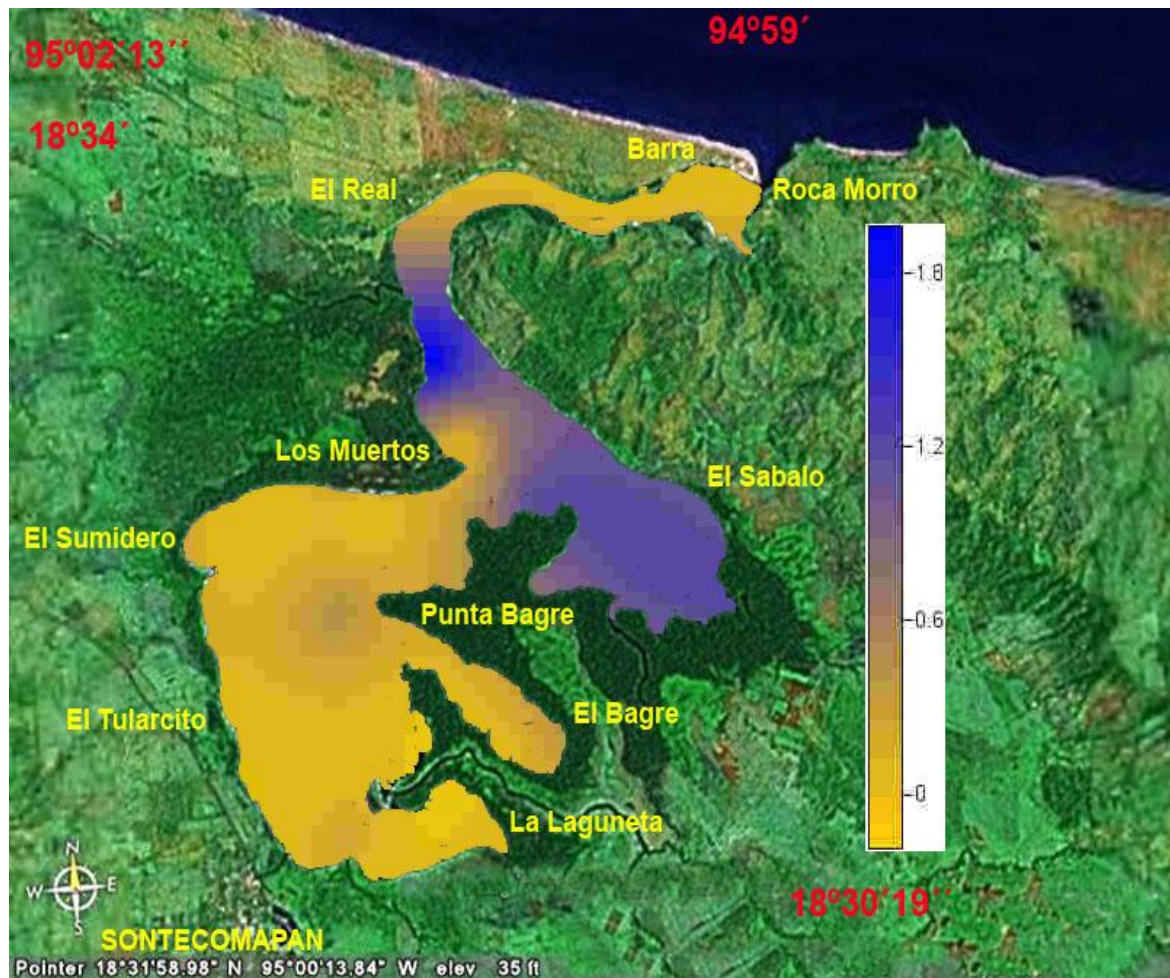 94º59´
95º02´13´´
18º34´
Barra
El Real
Roca Morro
1.8
Los Muertos
1.2
El Sabalo
El Sumidero
Punta Bagre
0.6
El Tularcito
El Bagre
0
La Laguneta
N
W E
S
18º30´19´´
SONTECOMAPAN
Pointer 18°31'58.98" N 95°00'13.84" W elev 35 ft